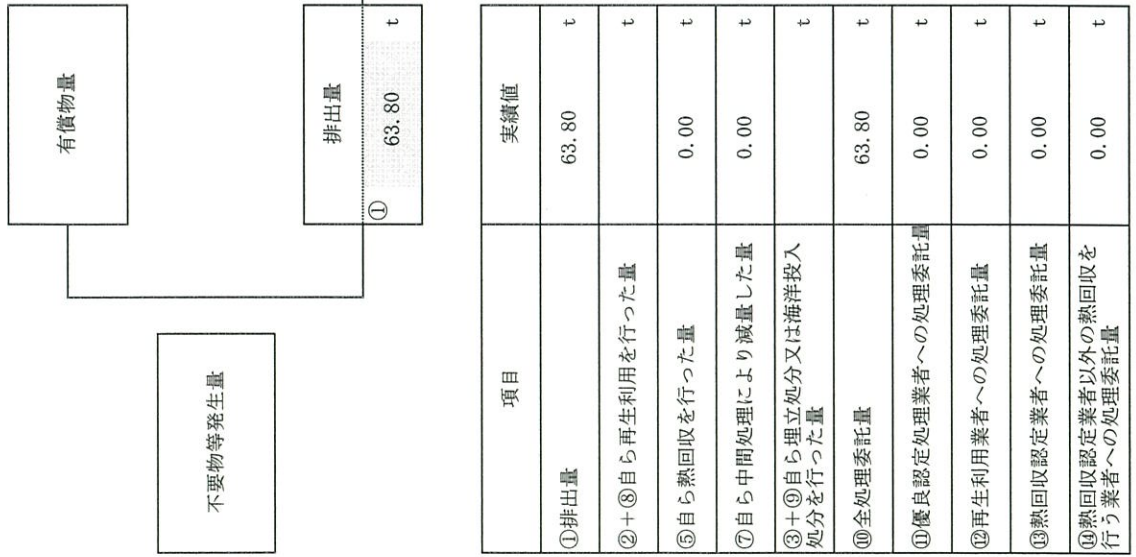 不要物等発生量
有償物量
排出量
① 63.80 t
項目 実績値
①排出量 63.80 t
②+⑧自ら再生利用を行った量 t
⑤自ら熱回収を行った量 0.00 t
⑦自ら中間処理により減量した量 0.00 t
③+⑨自ら埋立処分又は海洋投入
処分を行った量 t
⑩全処理委託量 63.80 t
⑪優良認定処理業者への処理委託量 0.00 t
⑫再生利用業者への処理委託量 0.00 t
⑬熱回収認定業者への処理委託量 0.00 t
⑭熱回収認定業者以外の熱回収を
行う業者への処理委託量 0.00 t